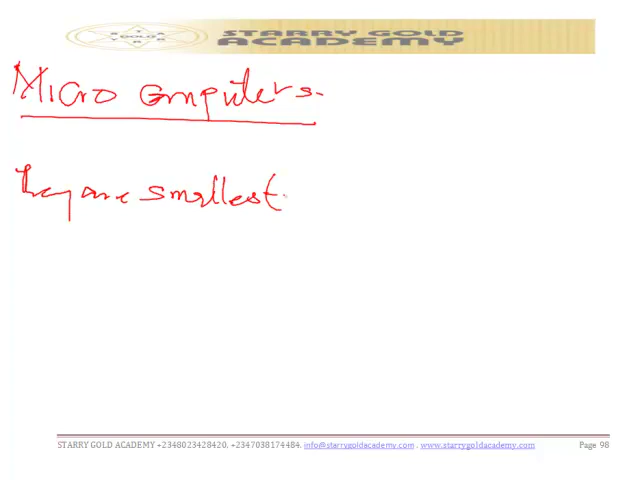 STARRY GOLD
ACADEMY
Micro Computers.
They are smallest.
STARRY GOLD ACADEMY +2348023428420. +2347038174484. info@starrygoldacademy.com . www.starrygoldacademy.com Page 98